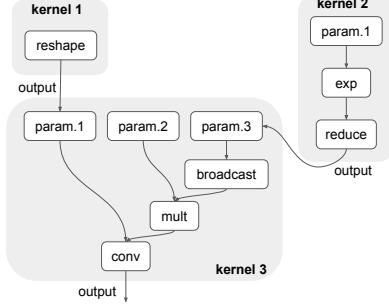 kernel 1
reshape
output
kernel 2
param.1
exp
reduce
output
param.1
param.2
param.3
broadcast
mult
conv
kernel 3
output